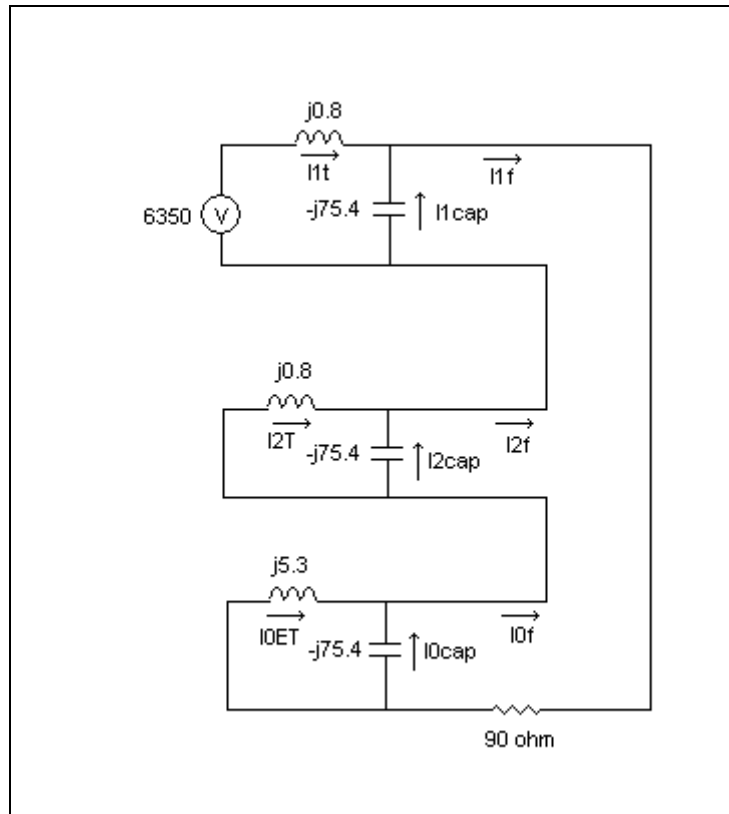 j0.8
I1t
I1f
6350
V
-j75.4
I1cap
j0.8
I2T
I2f
-j75.4
I2cap
j5.3
I0ET
I0f
-j75.4
I0cap
90 ohm